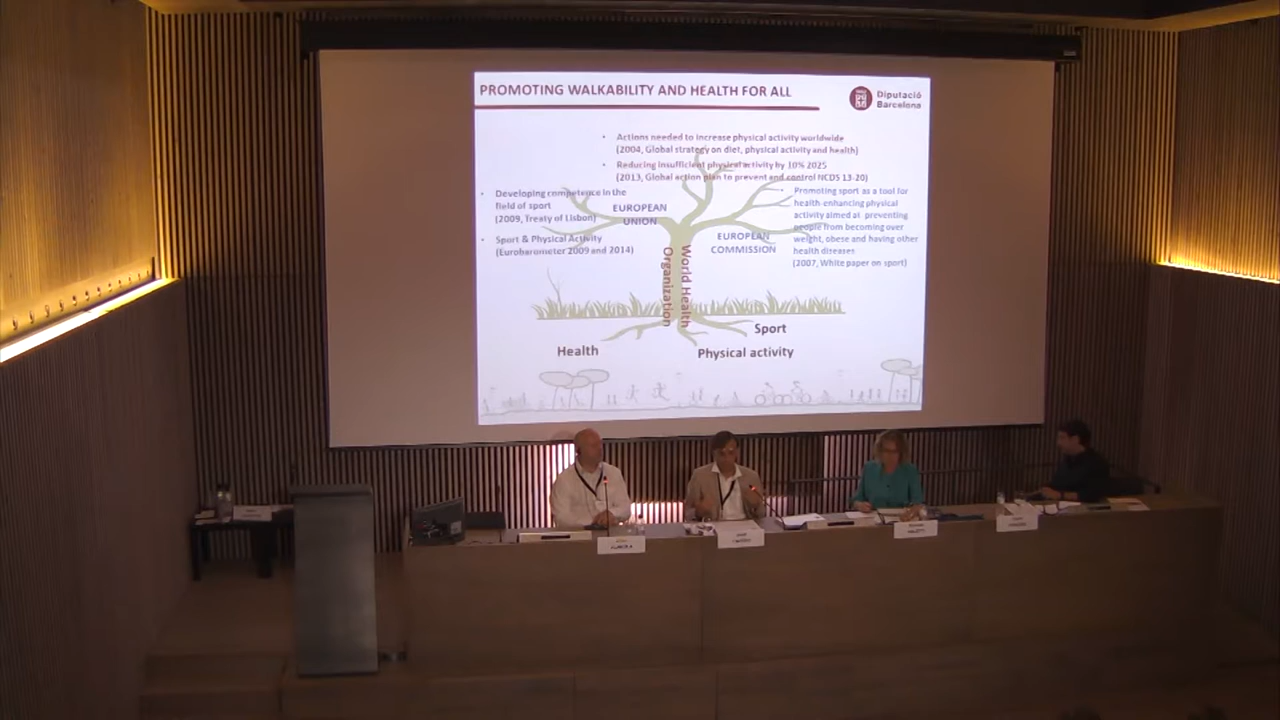 PROMOTING WALKABILITY AND HEALTH FOR ALL
Diputació
Barcelona
• Actions needed to increase physical activity worldwide
(2004, Global strategy on diet, physical activity and health)
• Reducing insufficient physical activity by 10% 2025
(2013, Global action plan to prevent and control NCDS 13-20)
• Developing competence in the
field of sport
(2009, Treaty of Lisbon)
• Sport & Physical Activity
(Eurobarometer 2009 and 2014)
EUROPEAN
UNION
EUROPEAN
COMMISSION
• Promoting sport as a tool for
health-enhancing physical
activity aimed at preventing
people from becoming over
weight, obese and having other
health diseases
(2007, White paper on sport)
World Health
Organization
Sport
Health
Physical activity